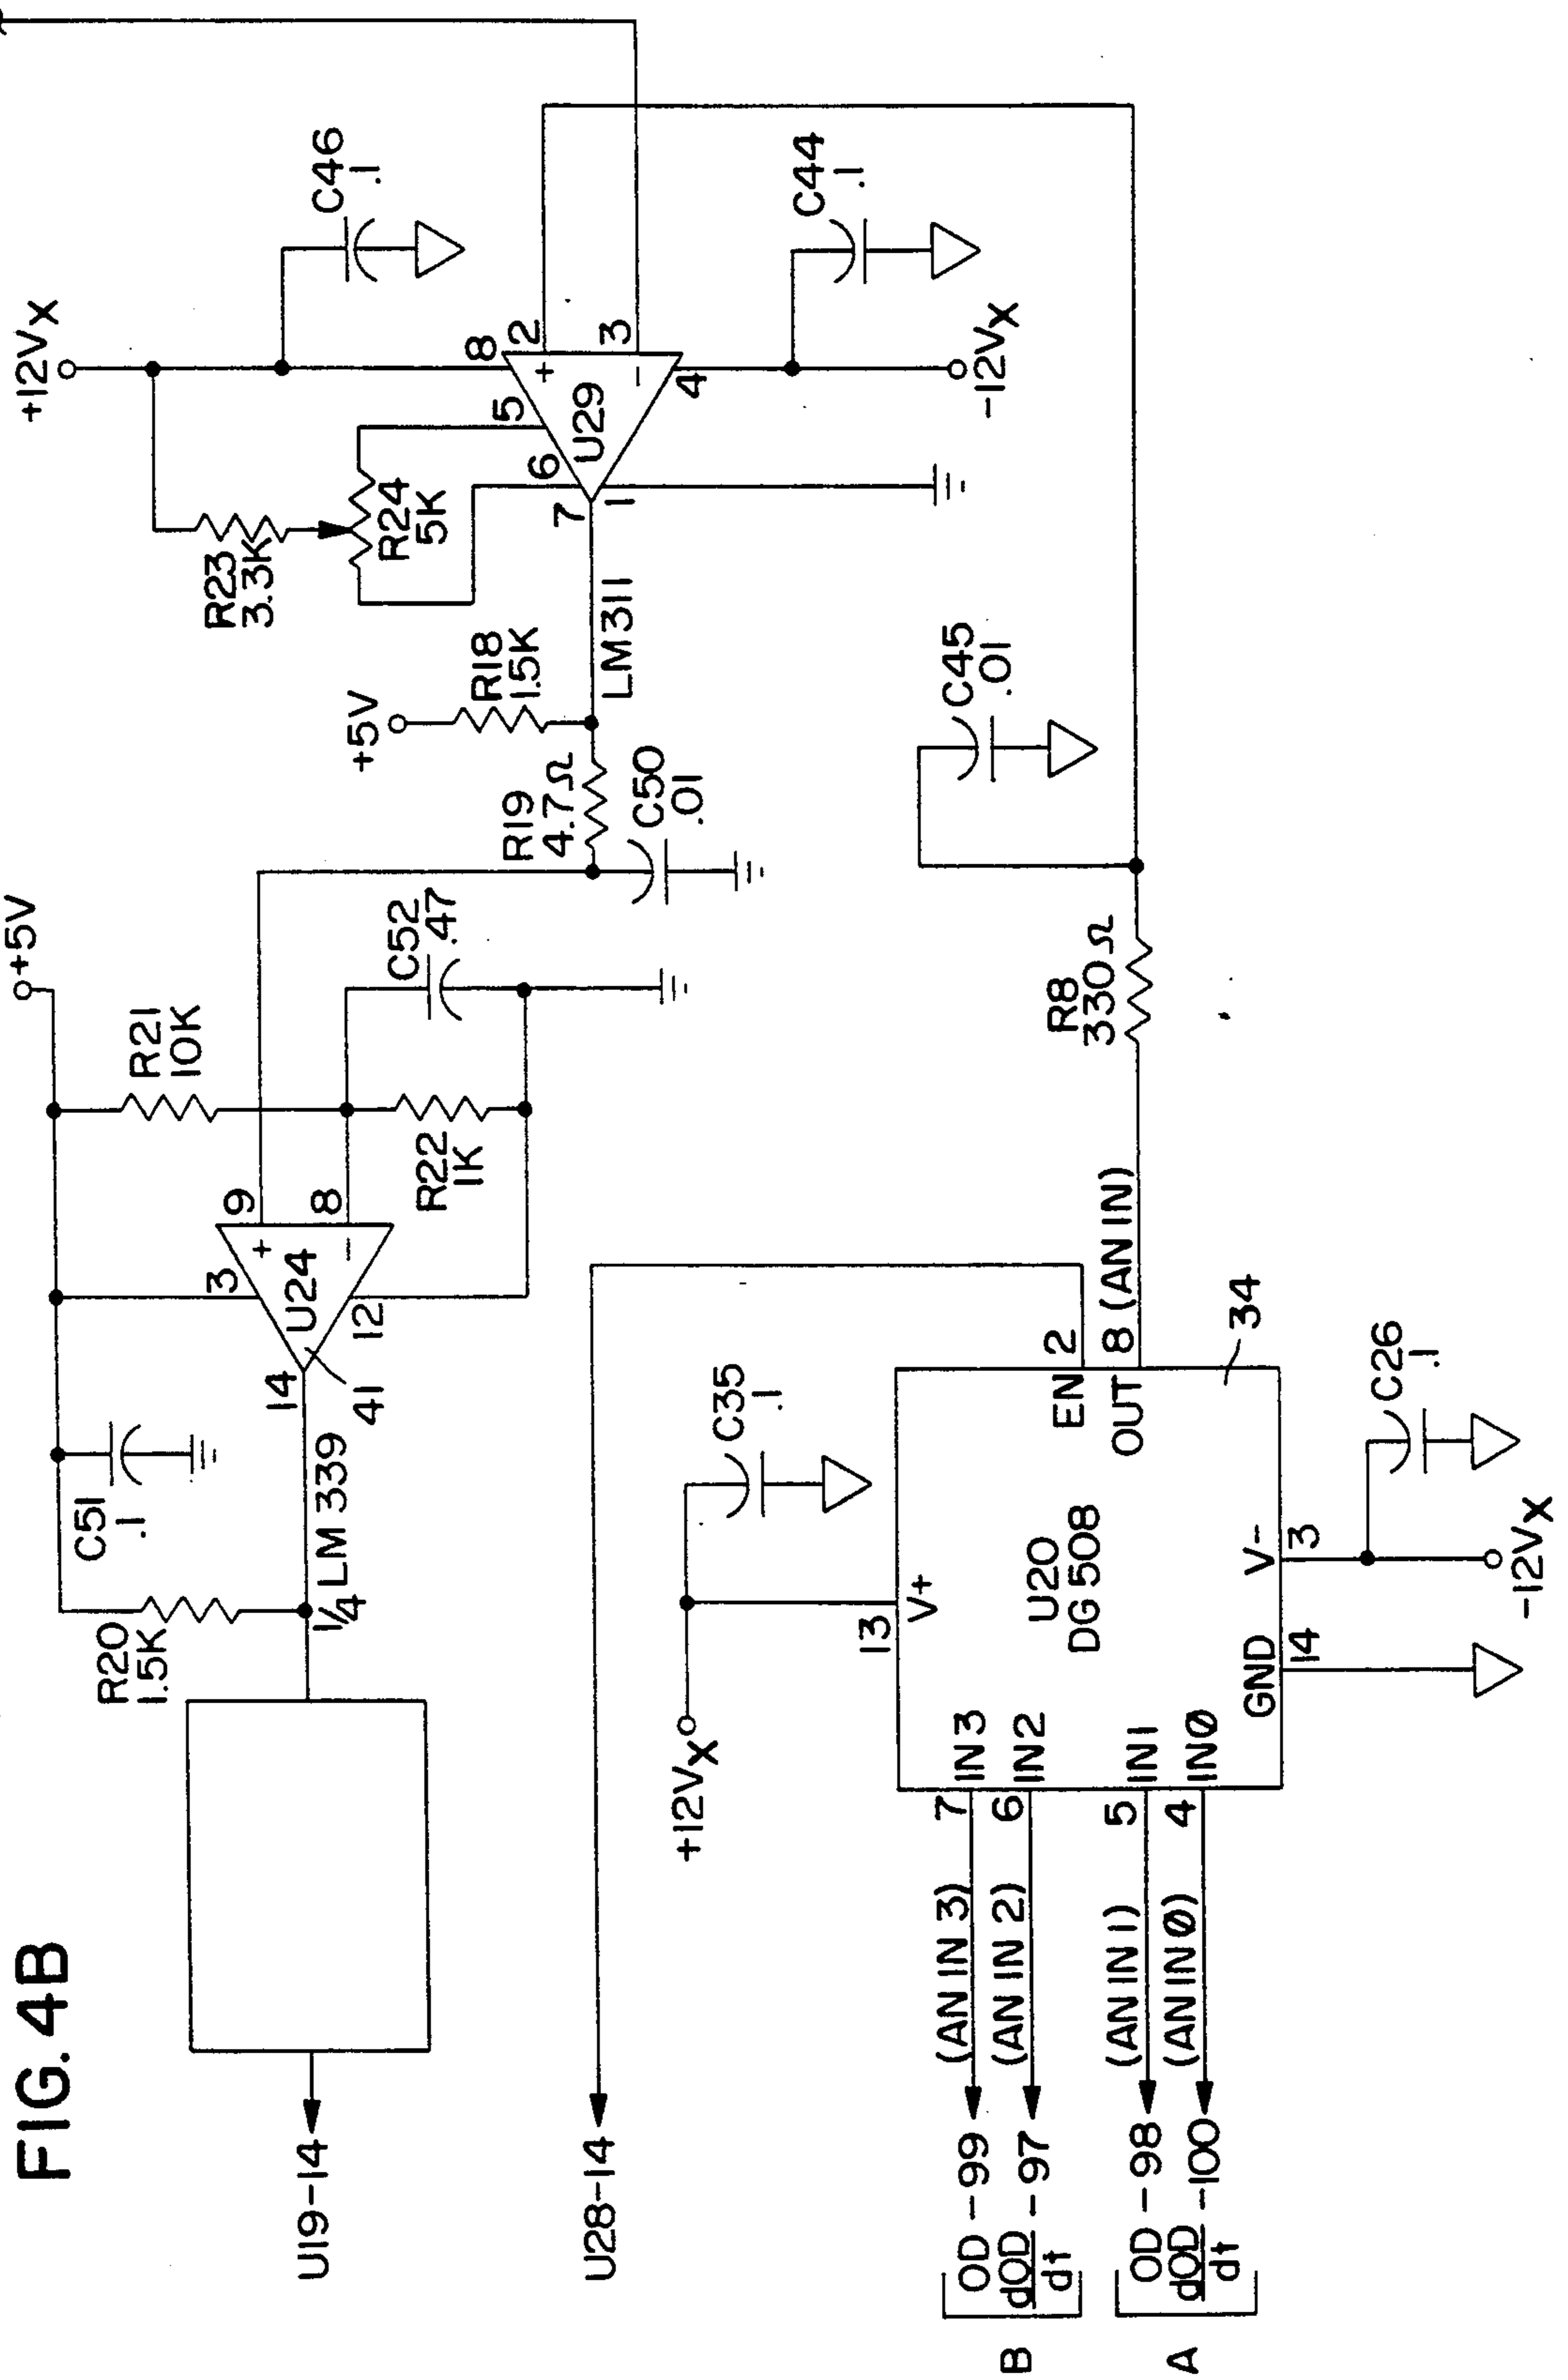 FIG. 4B
+5V
+12VX
C51
.1
R21
10K
C46
.1
R20
1.5K
14
3
U24
41
12
+
9
−
8
R22
1K
C52
.47
R23
3.3K
R24
5K
8
5
6
7
1
U29
+
2
−
3
4
-12VX
C44
.1
+5V
R18
1.5K
R19
4.7Ω
LM311
C50
.01
1/4 LM 339
U19-14
U28-14
C45
.01
R8
330Ω
+12VX
C35
.1
13
V+
U20
DG 508
EN
2
OUT
8 (AN IN)
34
V-
3
GND
14
C26
.1
-12VX
IN3
7
(AN IN 3)
IN2
6
(AN IN 2)
IN1
5
(AN IN 1)
IN0
4
(AN IN 0)
B
OD -99
dOD -97
dt
A
OD -98
dOD -100
dt